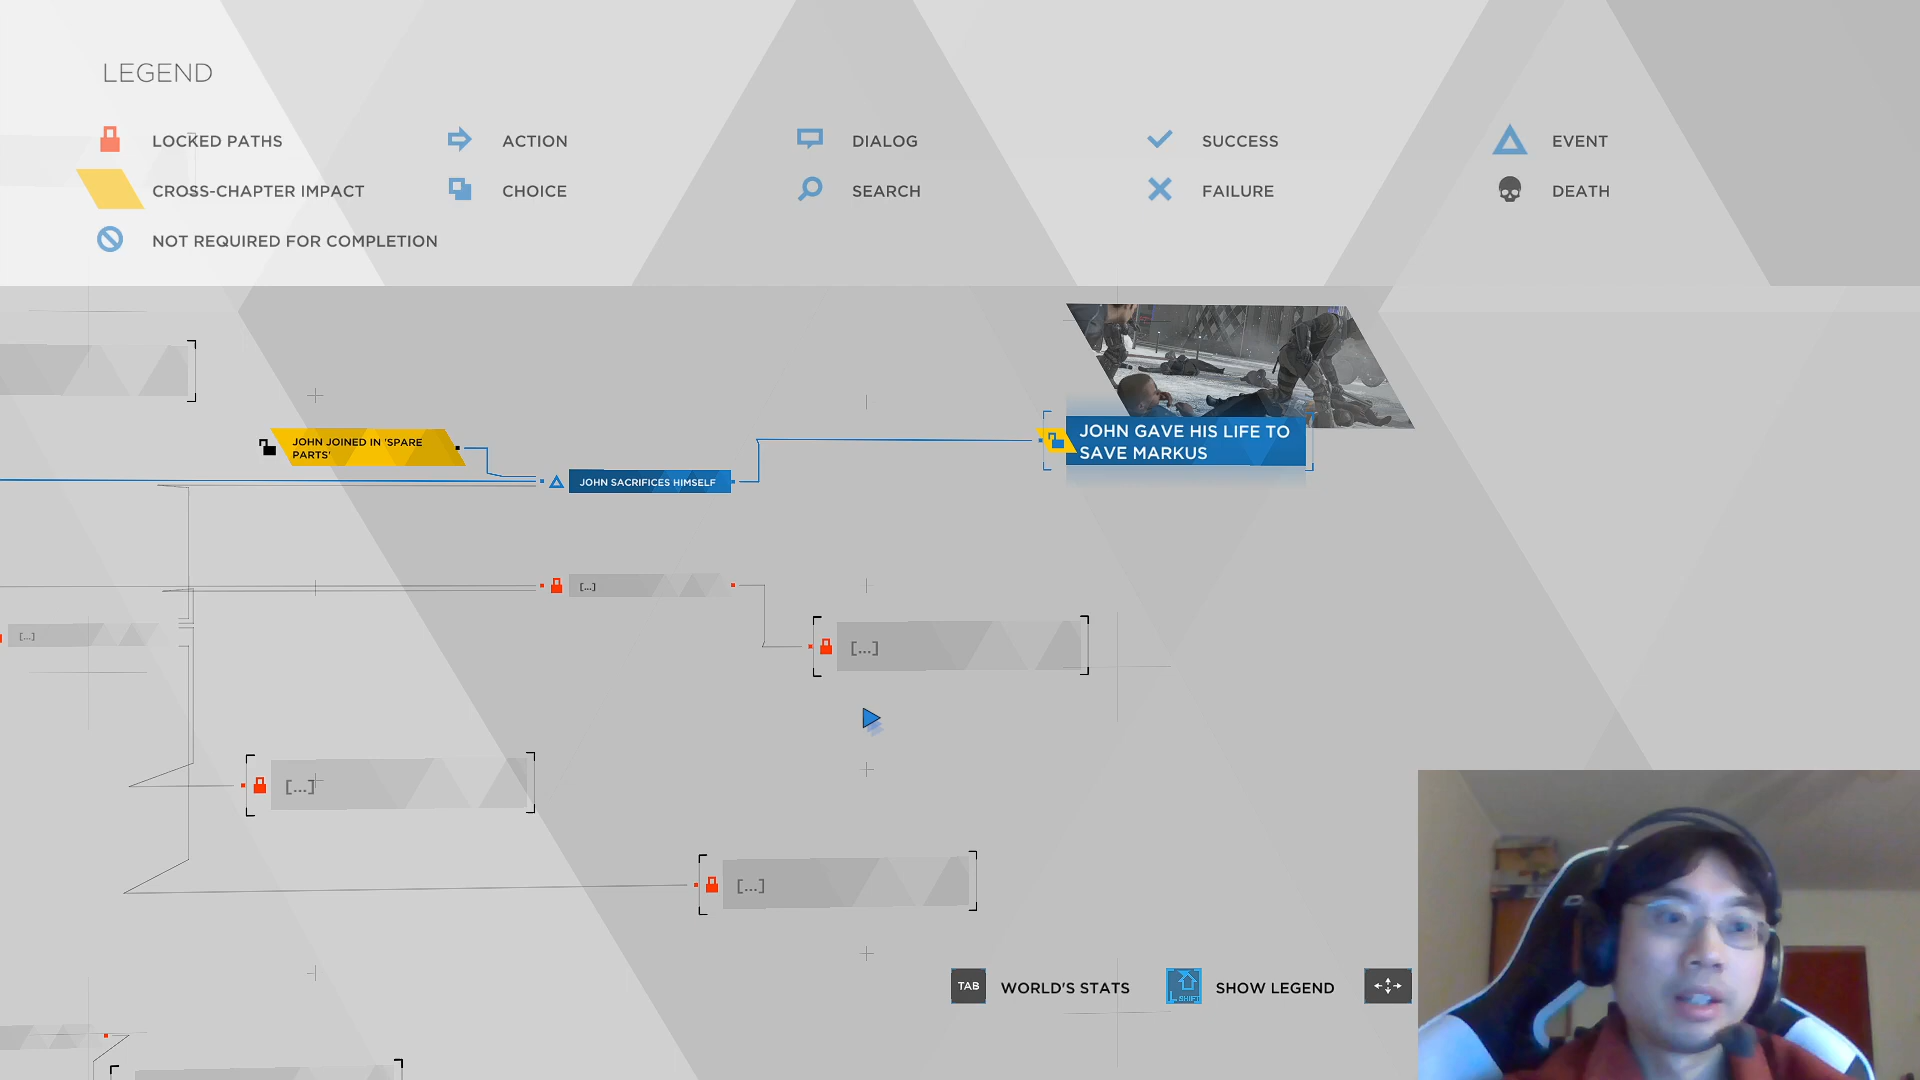 LEGEND
LOCKED PATHS
ACTION
DIALOG
SUCCESS
EVENT
CROSS-CHAPTER IMPACT
CHOICE
SEARCH
FAILURE
DEATH
NOT REQUIRED FOR COMPLETION
JOHN JOINED IN 'SPARE
PARTS'
JOHN GAVE HIS LIFE TO
SAVE MARKUS
JOHN SACRIFICES HIMSELF
[...]
[...]
[...]
[...]
[...]
TAB
WORLD'S STATS
L SHIFT
SHOW LEGEND